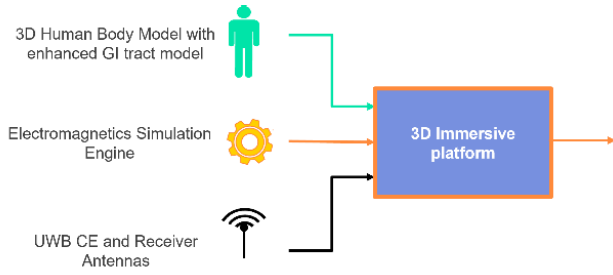 3D Human Body Model with
enhanced GI tract model
Electromagnetics Simulation
Engine
3D Immersive
platform
UWB CE and Receiver
Antennas